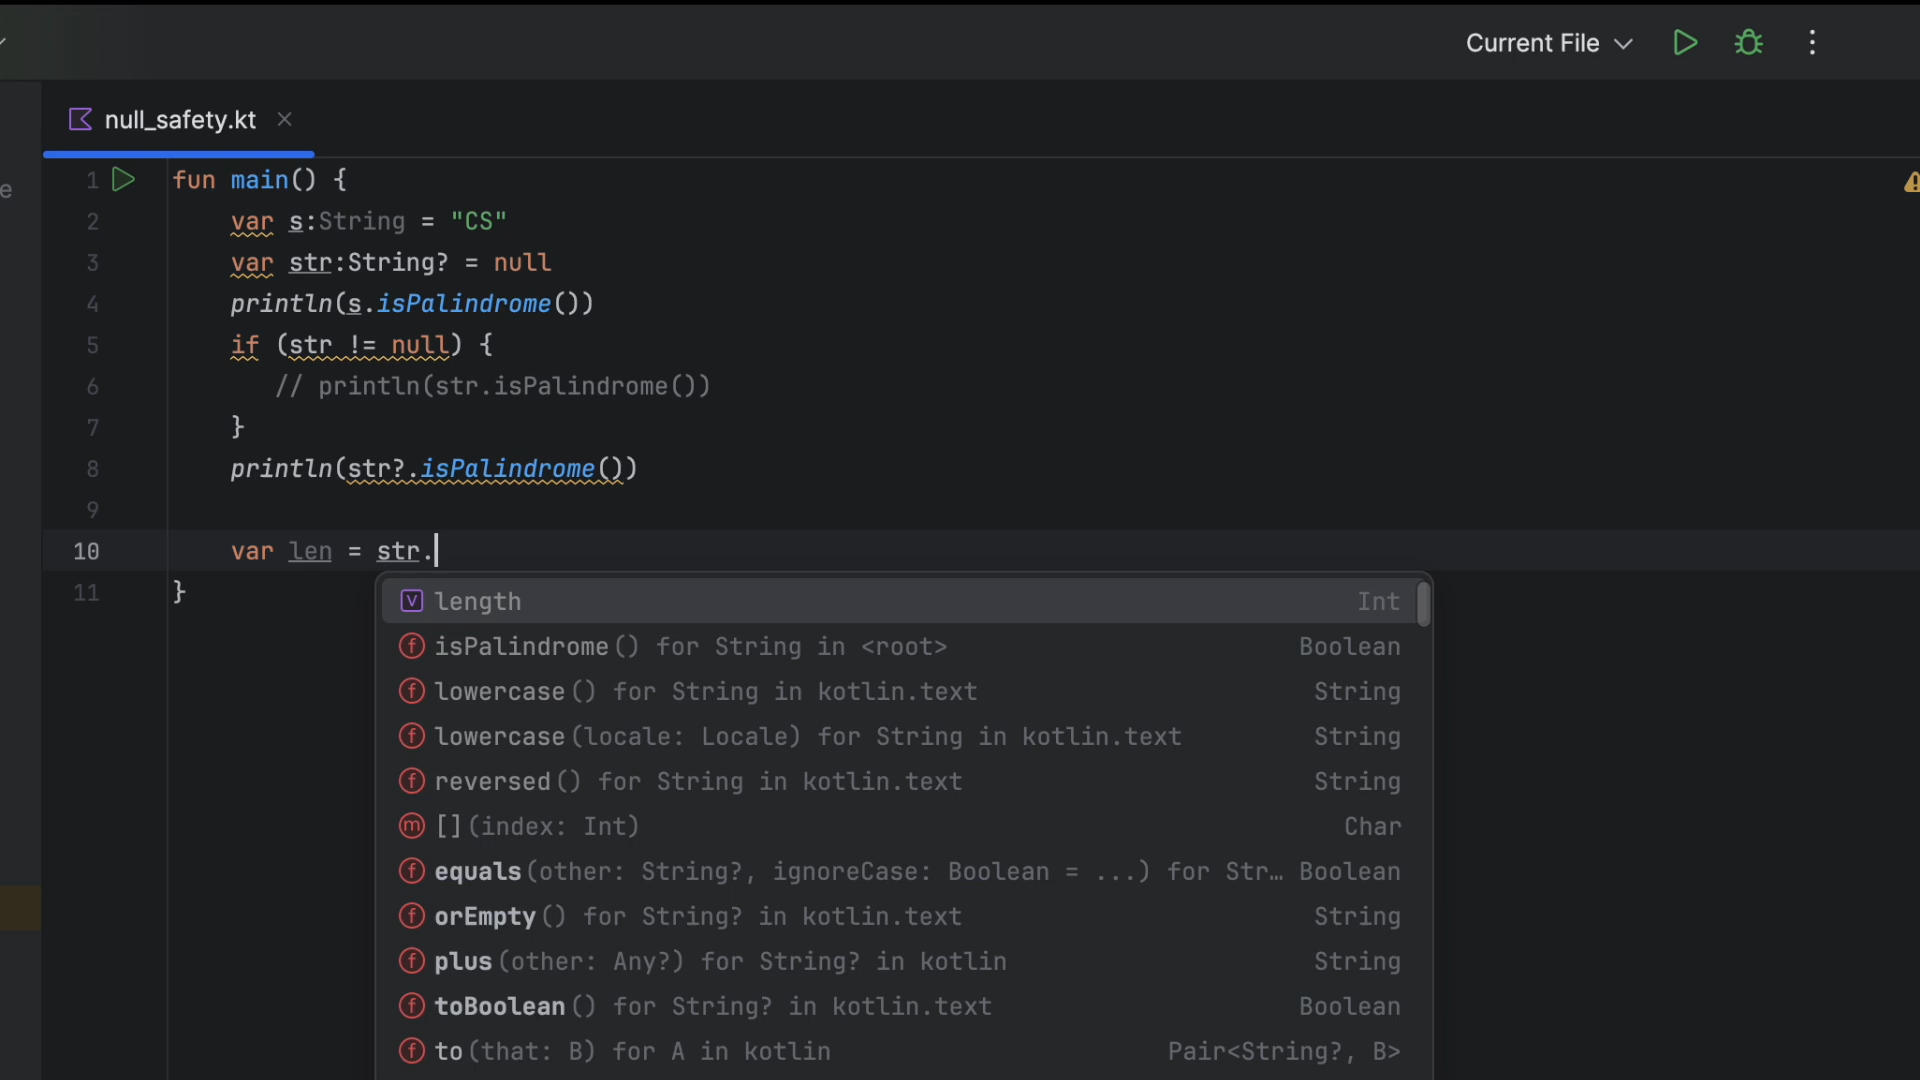 Current File
null_safety.kt
e
1 fun main() {
2 var s:String = "CS"
3 var str:String? = null
4 println(s.isPalindrome())
5 if (str != null) {
6 // println(str.isPalindrome())
7 }
8 println(str?.isPalindrome())
9
10 var len = str.
11 }
length Int
isPalindrome() for String in <root> Boolean
lowercase() for String in kotlin.text String
lowercase(locale: Locale) for String in kotlin.text String
reversed() for String in kotlin.text String
[](index: Int) Char
equals(other: String?, ignoreCase: Boolean = ...) for Str… Boolean
orEmpty() for String? in kotlin.text String
plus(other: Any?) for String? in kotlin String
toBoolean() for String? in kotlin.text Boolean
to(that: B) for A in kotlin Pair<String?, B>